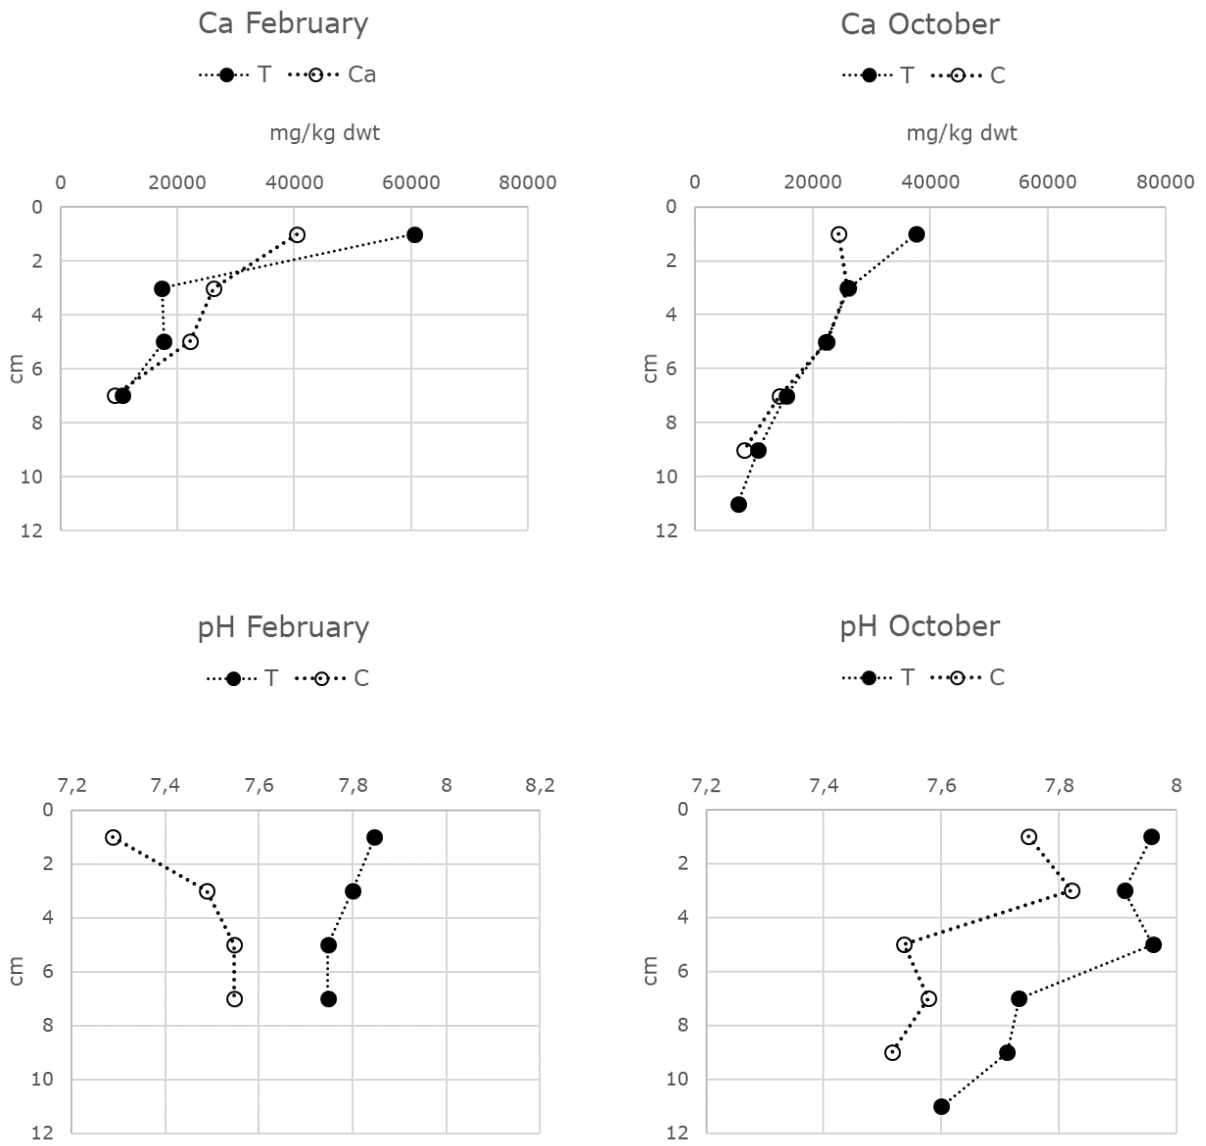 Ca February
T Ca
mg/kg dwt
0 20000 40000 60000 80000
0
2
4
6
8
10
12
cm
Ca October
T C
mg/kg dwt
0 20000 40000 60000 80000
0
2
4
6
8
10
12
cm
pH February
T C
7,2 7,4 7,6 7,8 8 8,2
0
2
4
6
8
10
12
cm
pH October
T C
7,2 7,4 7,6 7,8 8
0
2
4
6
8
10
12
cm